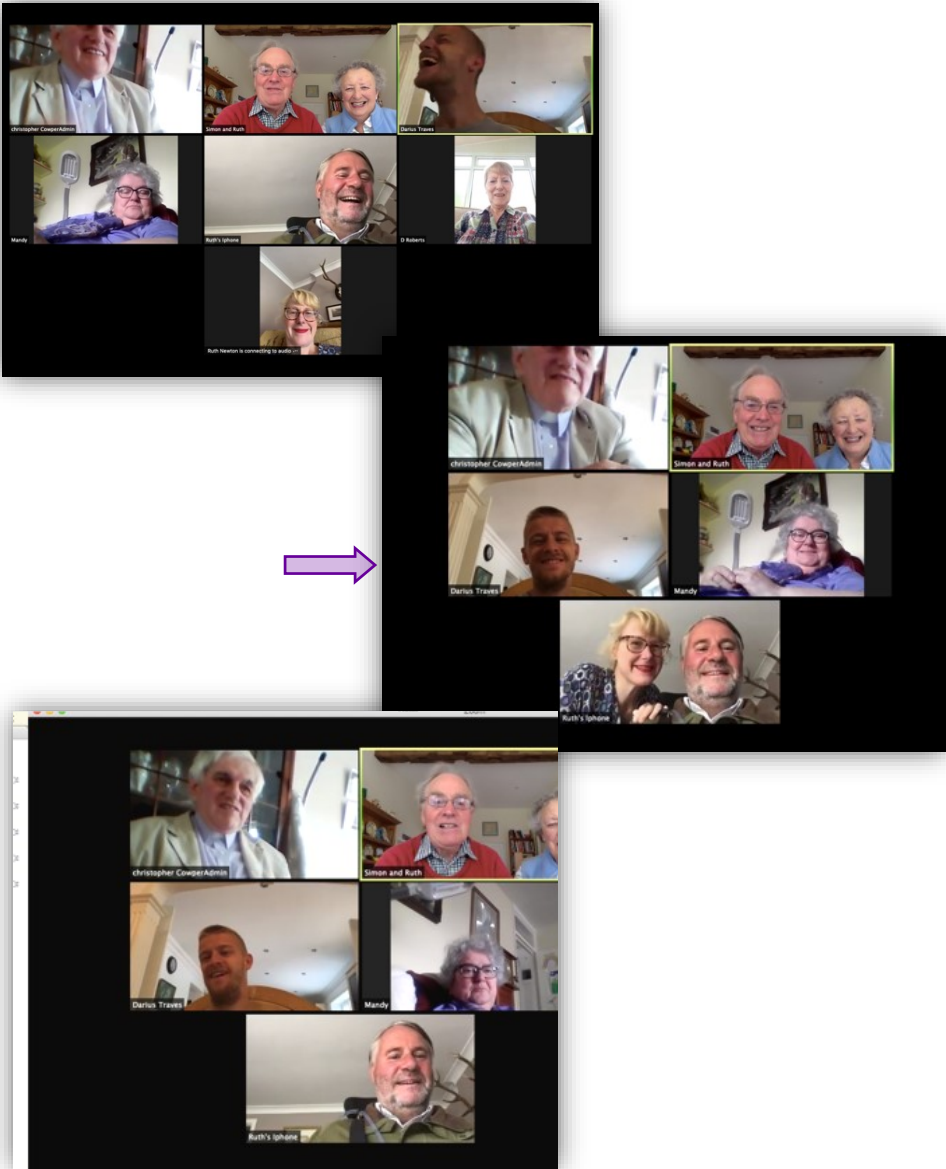 christopher CowperAdmin
Simon and Ruth
Darius Traves
Mandy
Ruth's Iphone
D Roberts
Ruth Newton is connecting to audio
christopher CowperAdmin
Simon and Ruth
Darius Traves
Mandy
Ruth's Iphone
christopher CowperAdmin
Simon and Ruth
Darius Traves
Mandy
Ruth's Iphone